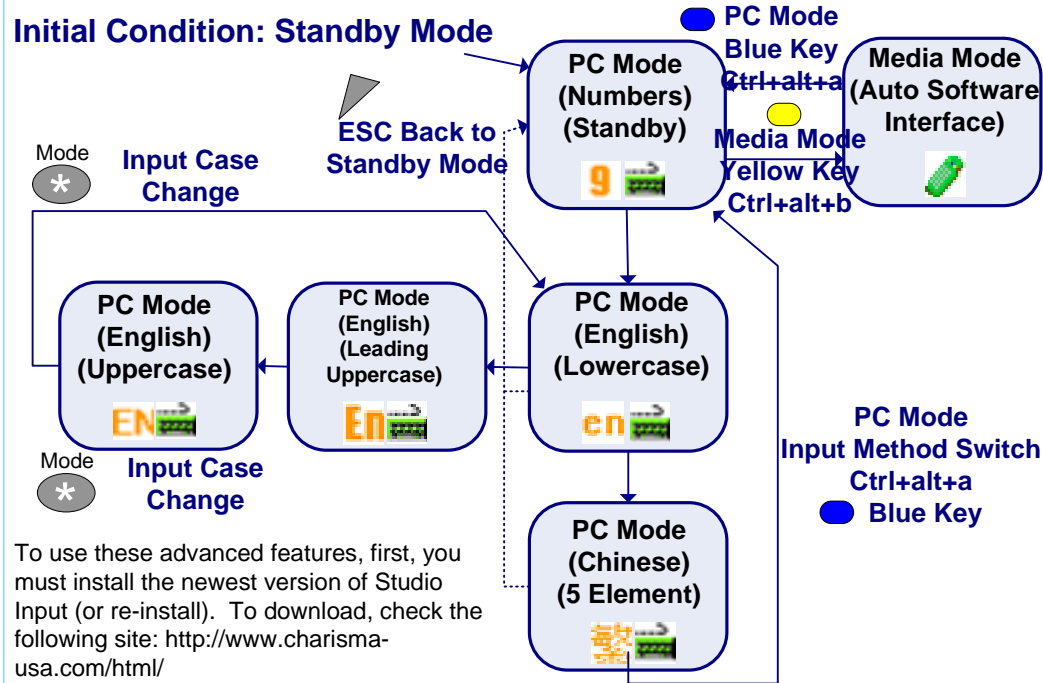 Initial Condition: Standby Mode
PC Mode
Blue Key
Ctrl+alt+a
PC Mode
(Numbers)
(Standby)
9
Media Mode
(Auto Software
Interface)
Media Mode
Yellow Key
Ctrl+alt+b
ESC Back to
Standby Mode
Mode
*
Input Case
Change
PC Mode
(English)
(Uppercase)
EN
PC Mode
(English)
(Leading
Uppercase)
En
PC Mode
(English)
(Lowercase)
en
PC Mode
Input Method Switch
Ctrl+alt+a
Blue Key
Mode
*
Input Case
Change
PC Mode
(Chinese)
(5 Element)
繁
To use these advanced features, first, you
must install the newest version of Studio
Input (or re-install).  To download, check the
following site: http://www.charisma-
usa.com/html/